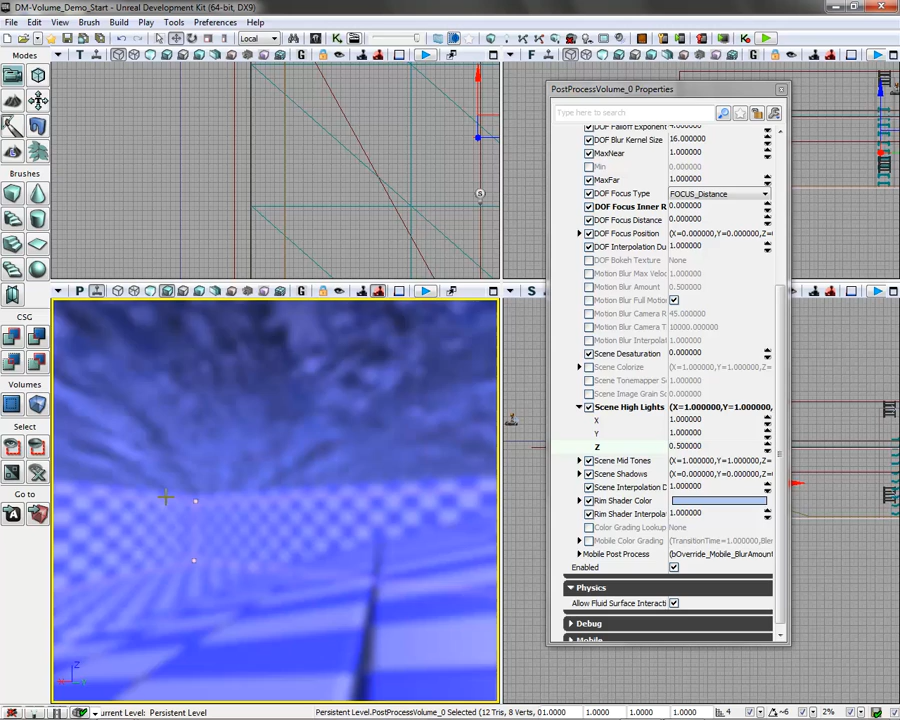 DM-Volume_Demo_Start - Unreal Development Kit (64-bit, DX9)
File Edit View Brush Build Play Tools Preferences Help
Local
Modes
T
F
PostProcessVolume_0 Properties
Type here to search
DOF Falloff Exponent 4.000000
DOF Blur Kernel Size 16.000000
MaxNear 1.000000
Min 0.000000
MaxFar 1.000000
DOF Focus Type FOCUS_Distance
DOF Focus Inner R 0.000000
DOF Focus Distance 0.000000
DOF Focus Position (X=0.000000,Y=0.000000,Z=
DOF Interpolation Du 1.000000
DOF Bokeh Texture None
Motion Blur Max Veloc 1.000000
Motion Blur Amount 0.500000
Motion Blur Full Motion
Motion Blur Camera R 45.000000
Motion Blur Camera T 10000.000000
Motion Blur Interpolat 1.000000
Scene Desaturation 0.000000
Scene Colorize (X=1.000000,Y=1.000000,Z=
Scene Tonemapper S 1.000000
Scene Image Grain Sc 1.000000
Scene High Lights (X=1.000000,Y=1.000000,
X 1.000000
Y 1.000000
Z 0.500000
Scene Mid Tones (X=1.000000,Y=1.000000,Z=
Scene Shadows (X=0.000000,Y=0.000000,Z=
Scene Interpolation D 1.000000
Rim Shader Color
Rim Shader Interpola 1.000000
Color Grading Lookup None
Mobile Color Grading (TransitionTime=1.000000,Blen
Mobile Post Process (bOverride_Mobile_BlurAmount
Enabled
Physics
Allow Fluid Surface Interacti
Debug
Mobile
Brushes
CSG
Volumes
Select
Go to
P
S
Z
urrent Level: Persistent Level
Persistent Level.PostProcessVolume_0 Selected (12 Tris, 8 Verts, 0 1.0000 1.0000 1.0000 1.0000 4 ~6 2%